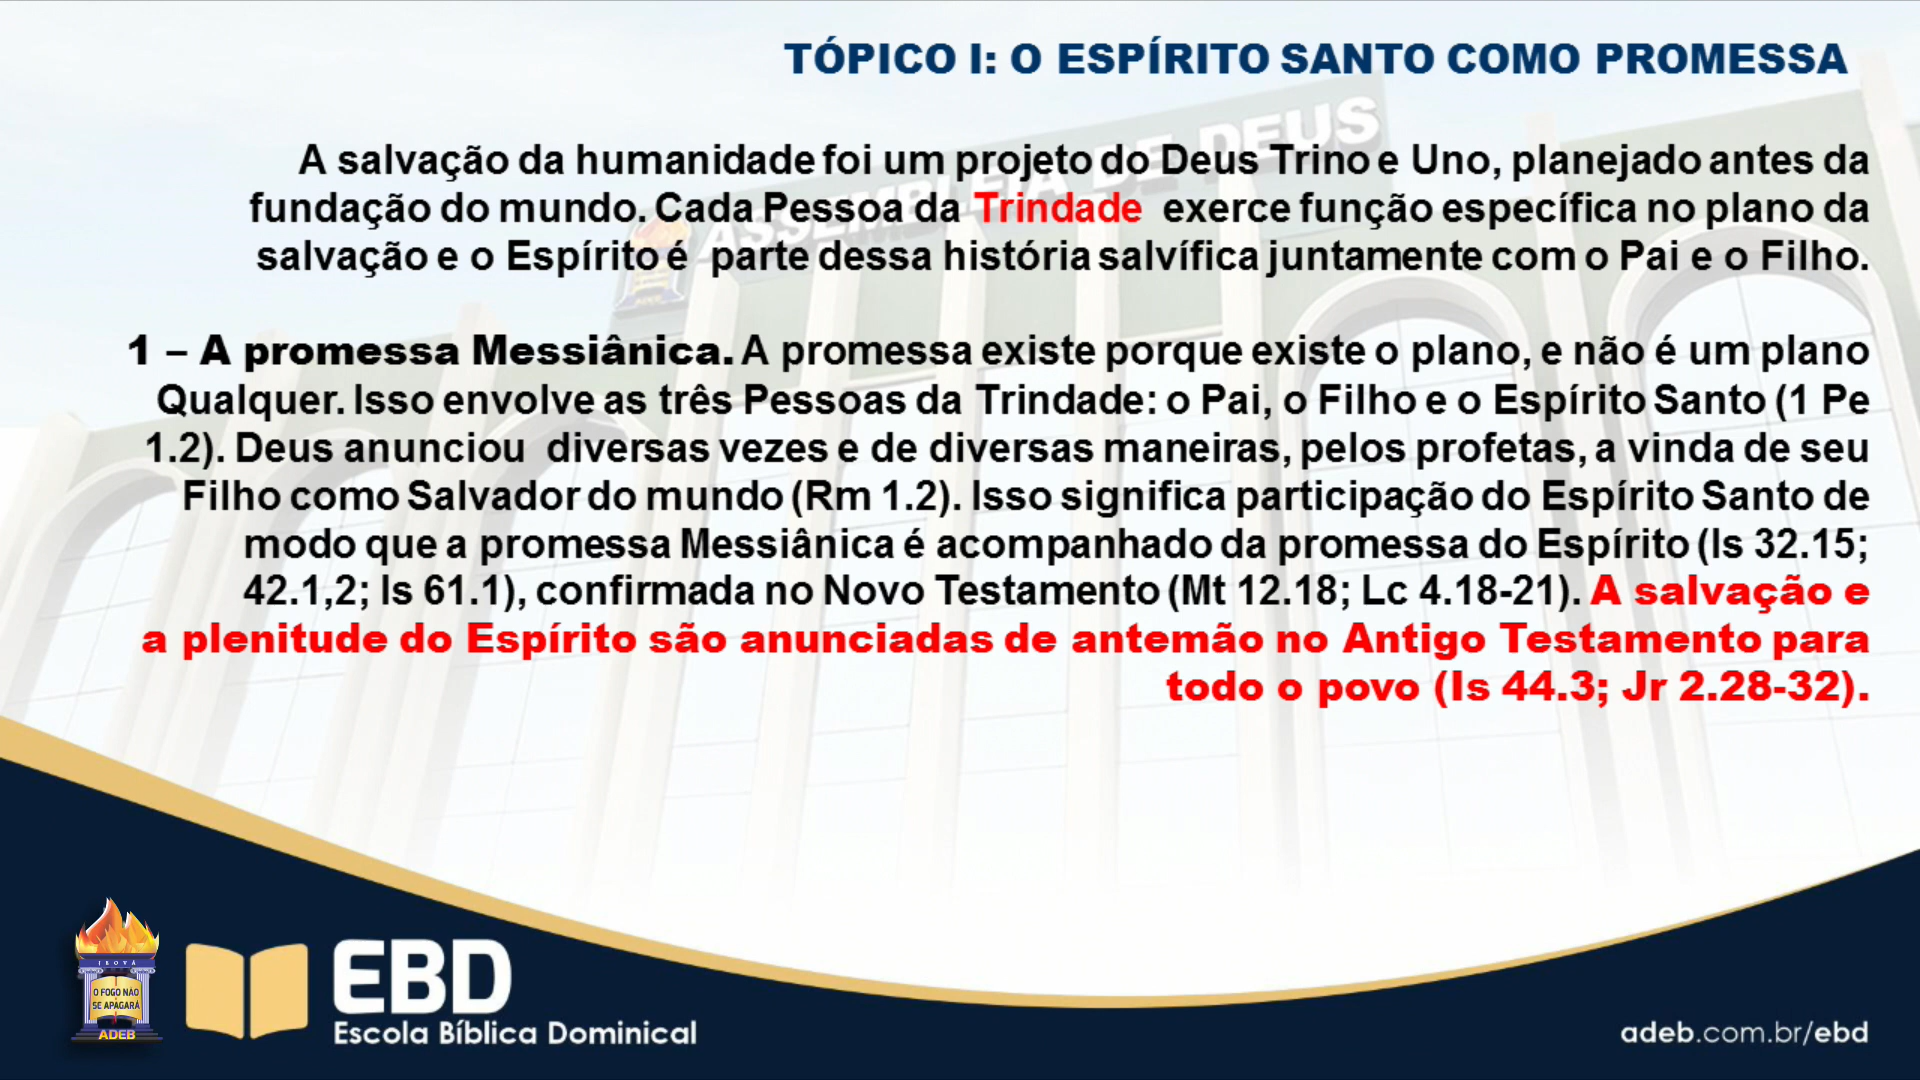 TÓPICO I: O ESPÍRITO SANTO COMO PROMESSA
ASSEMBLEIA DE DEUS
A salvação da humanidade foi um projeto do Deus Trino e Uno, planejado antes da
fundação do mundo. Cada Pessoa da Trindade exerce função específica no plano da
salvação e o Espírito é parte dessa história salvífica juntamente com o Pai e o Filho.
1 – A promessa Messiânica. A promessa existe porque existe o plano, e não é um plano
Qualquer. Isso envolve as três Pessoas da Trindade: o Pai, o Filho e o Espírito Santo (1 Pe
1.2). Deus anunciou diversas vezes e de diversas maneiras, pelos profetas, a vinda de seu
Filho como Salvador do mundo (Rm 1.2). Isso significa participação do Espírito Santo de
modo que a promessa Messiânica é acompanhado da promessa do Espírito (Is 32.15;
42.1,2; Is 61.1), confirmada no Novo Testamento (Mt 12.18; Lc 4.18-21). A salvação e
a plenitude do Espírito são anunciadas de antemão no Antigo Testamento para
todo o povo (Is 44.3; Jr 2.28-32).
JEOVÁ
O FOGO NÃO
SE APAGARÁ
ADEB
EBD
Escola Bíblica Dominical
adeb.com.br/ebd